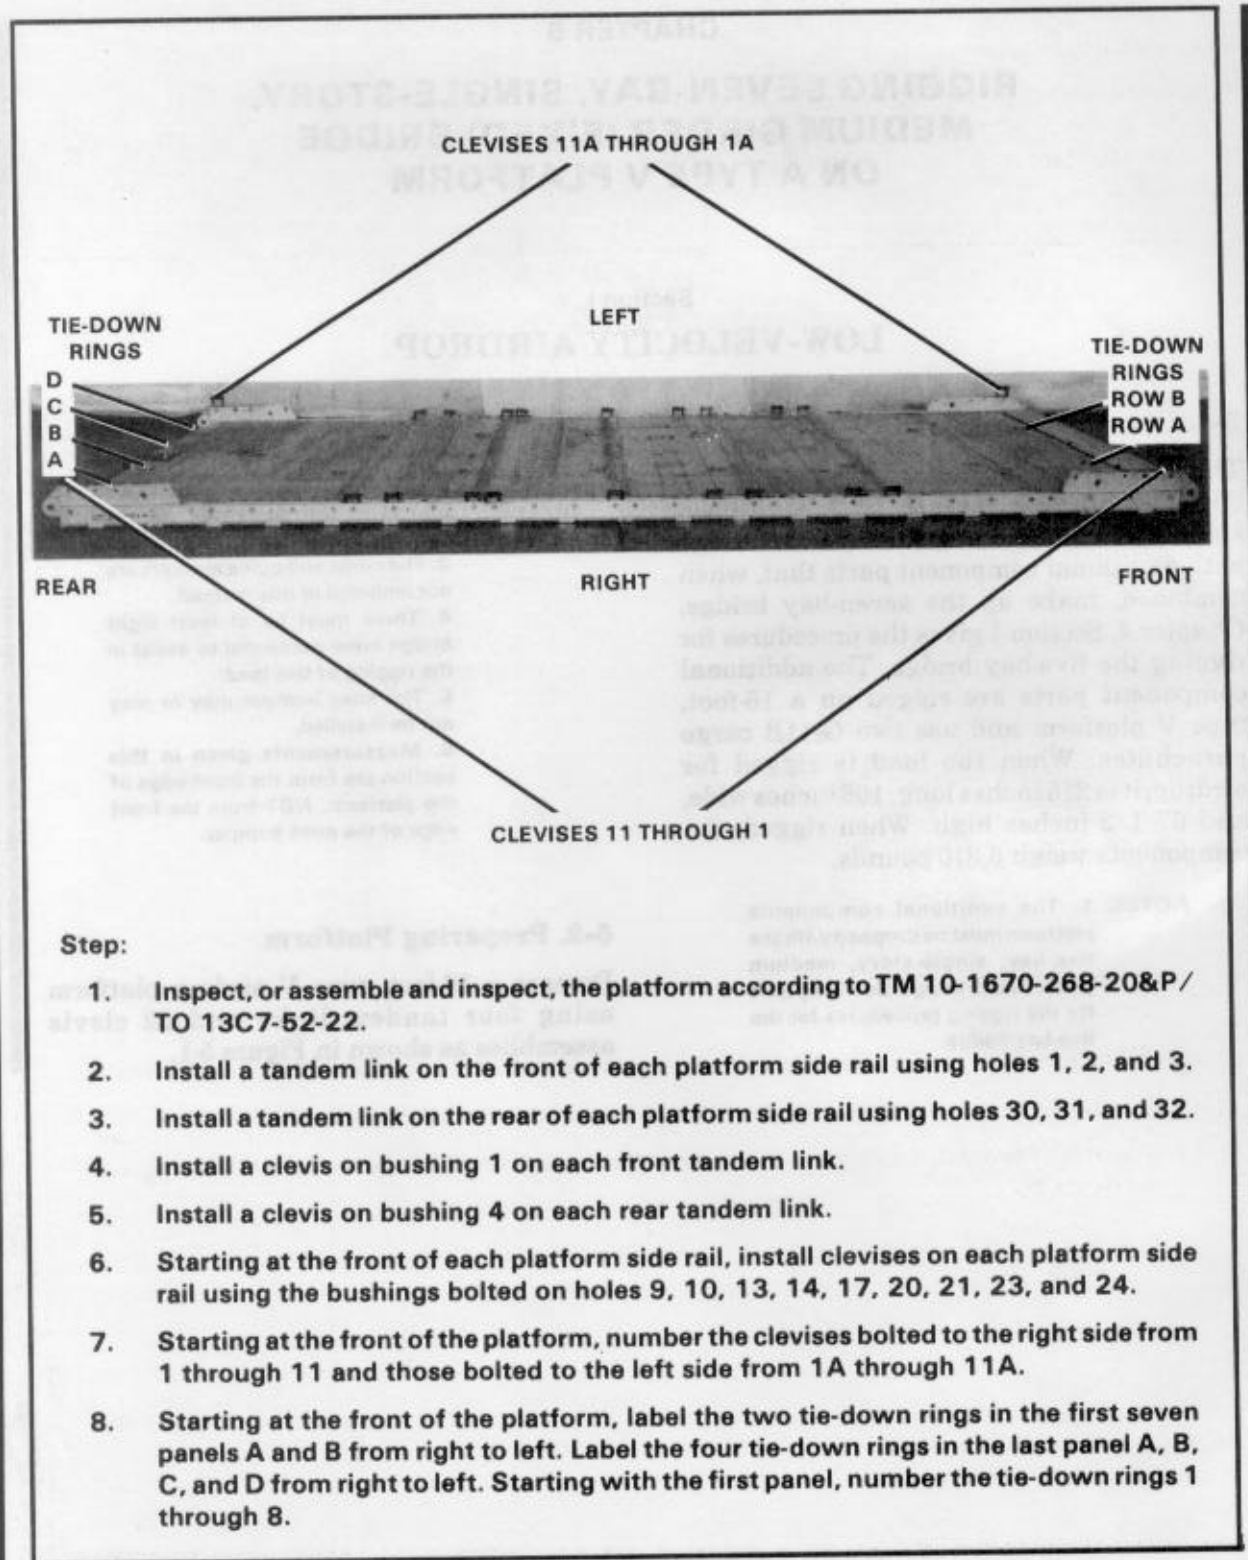 CLEVISES 11A THROUGH 1A
LEFT
TIE-DOWN
RINGS
D
C
B
A
TIE-DOWN
RINGS
ROW B
ROW A
REAR
RIGHT
FRONT
CLEVISES 11 THROUGH 1
Step:
1. Inspect, or assemble and inspect, the platform according to TM 10-1670-268-20&P/
TO 13C7-52-22.
2. Install a tandem link on the front of each platform side rail using holes 1, 2, and 3.
3. Install a tandem link on the rear of each platform side rail using holes 30, 31, and 32.
4. Install a clevis on bushing 1 on each front tandem link.
5. Install a clevis on bushing 4 on each rear tandem link.
6. Starting at the front of each platform side rail, install clevises on each platform side
rail using the bushings bolted on holes 9, 10, 13, 14, 17, 20, 21, 23, and 24.
7. Starting at the front of the platform, number the clevises bolted to the right side from
1 through 11 and those bolted to the left side from 1A through 11A.
8. Starting at the front of the platform, label the two tie-down rings in the first seven
panels A and B from right to left. Label the four tie-down rings in the last panel A, B,
C, and D from right to left. Starting with the first panel, number the tie-down rings 1
through 8.